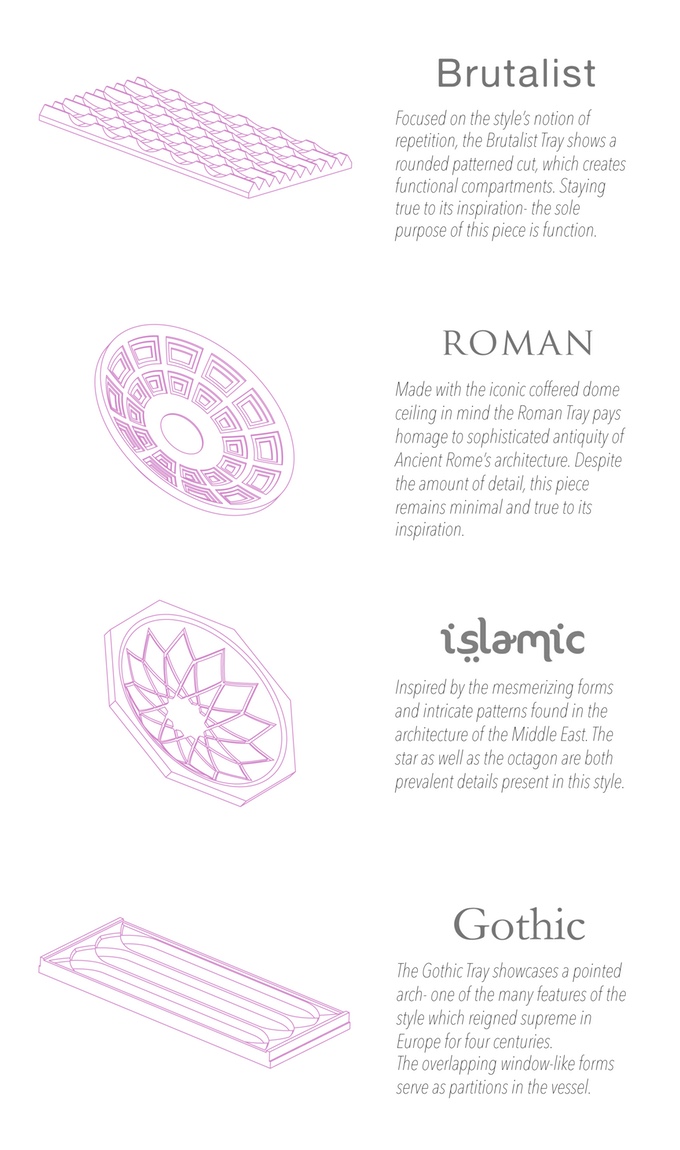 Brutalist
Focused on the style's notion of
repetition, the Brutalist Tray shows a
rounded patterned cut, which creates
functional compartments. Staying
true to its inspiration- the sole
purpose of this piece is function.
ROMAN
Made with the iconic coffered dome
ceiling in mind the Roman Tray pays
homage to sophisticated antiquity of
Ancient Rome's architecture. Despite
the amount of detail, this piece
remains minimal and true to its
inspiration.
islamic
Inspired by the mesmerizing forms
and intricate patterns found in the
architecture of the Middle East. The
star as well as the octagon are both
prevalent details present in this style.
Gothic
The Gothic Tray showcases a pointed
arch- one of the many features of the
style which reigned supreme in
Europe for four centuries.
The overlapping window-like forms
serve as partitions in the vessel.